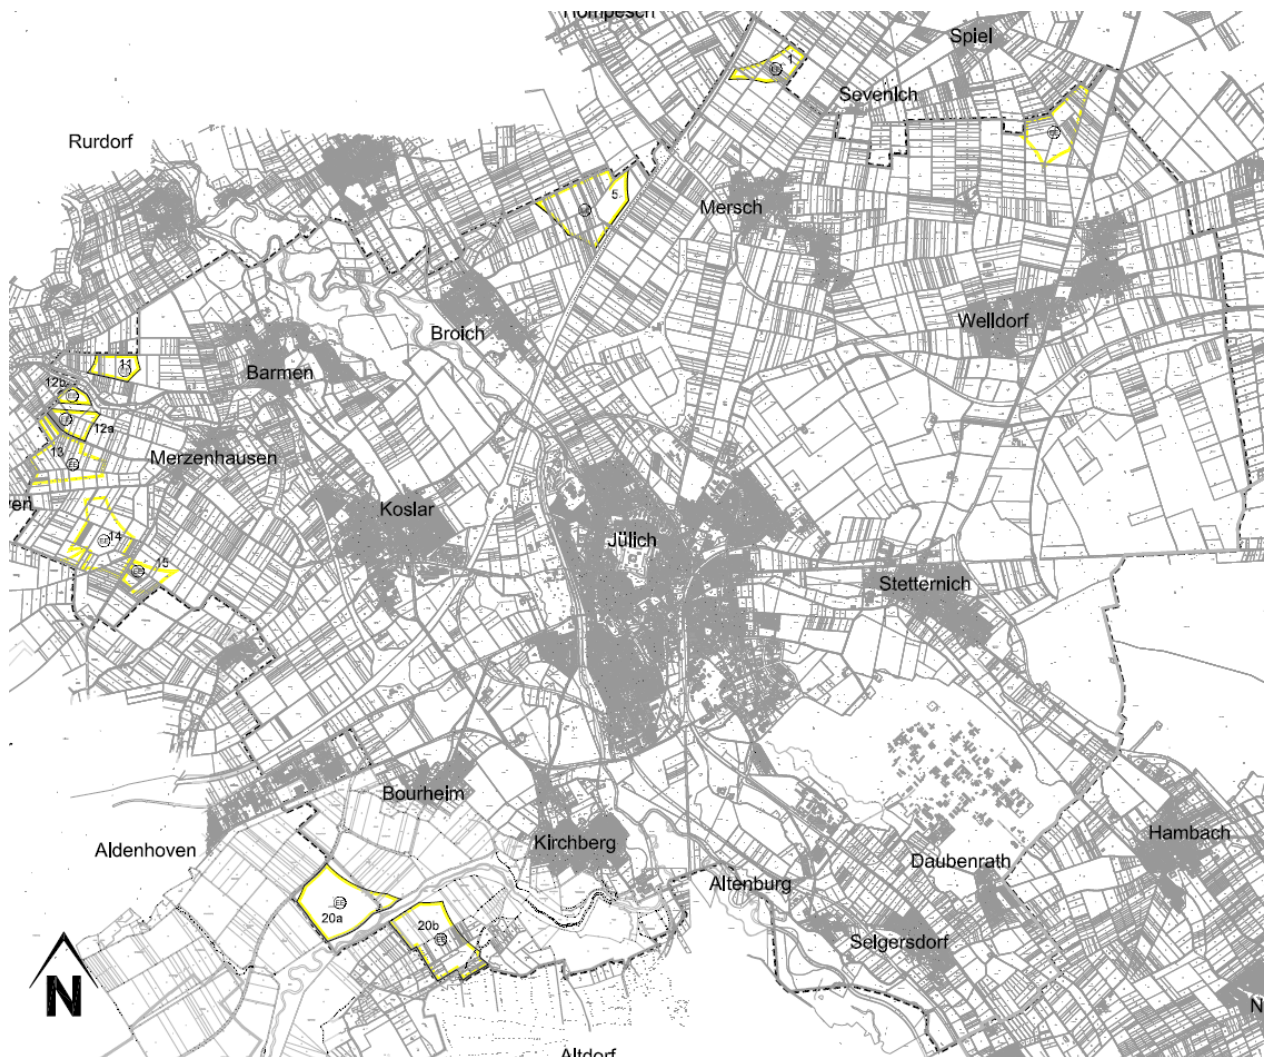 Spiel
1
Sevenich
Rurdorf
5
Mersch
Broich
Welldorf
11
Barmen
12b
12a
13
Merzenhausen
Koslar
Jülich
14
15
Stetternich
Bourheim
Kirchberg
Hambach
Aldenhoven
Daubenrath
Altenburg
20a
20b
Selgersdorf
N
Altdorf